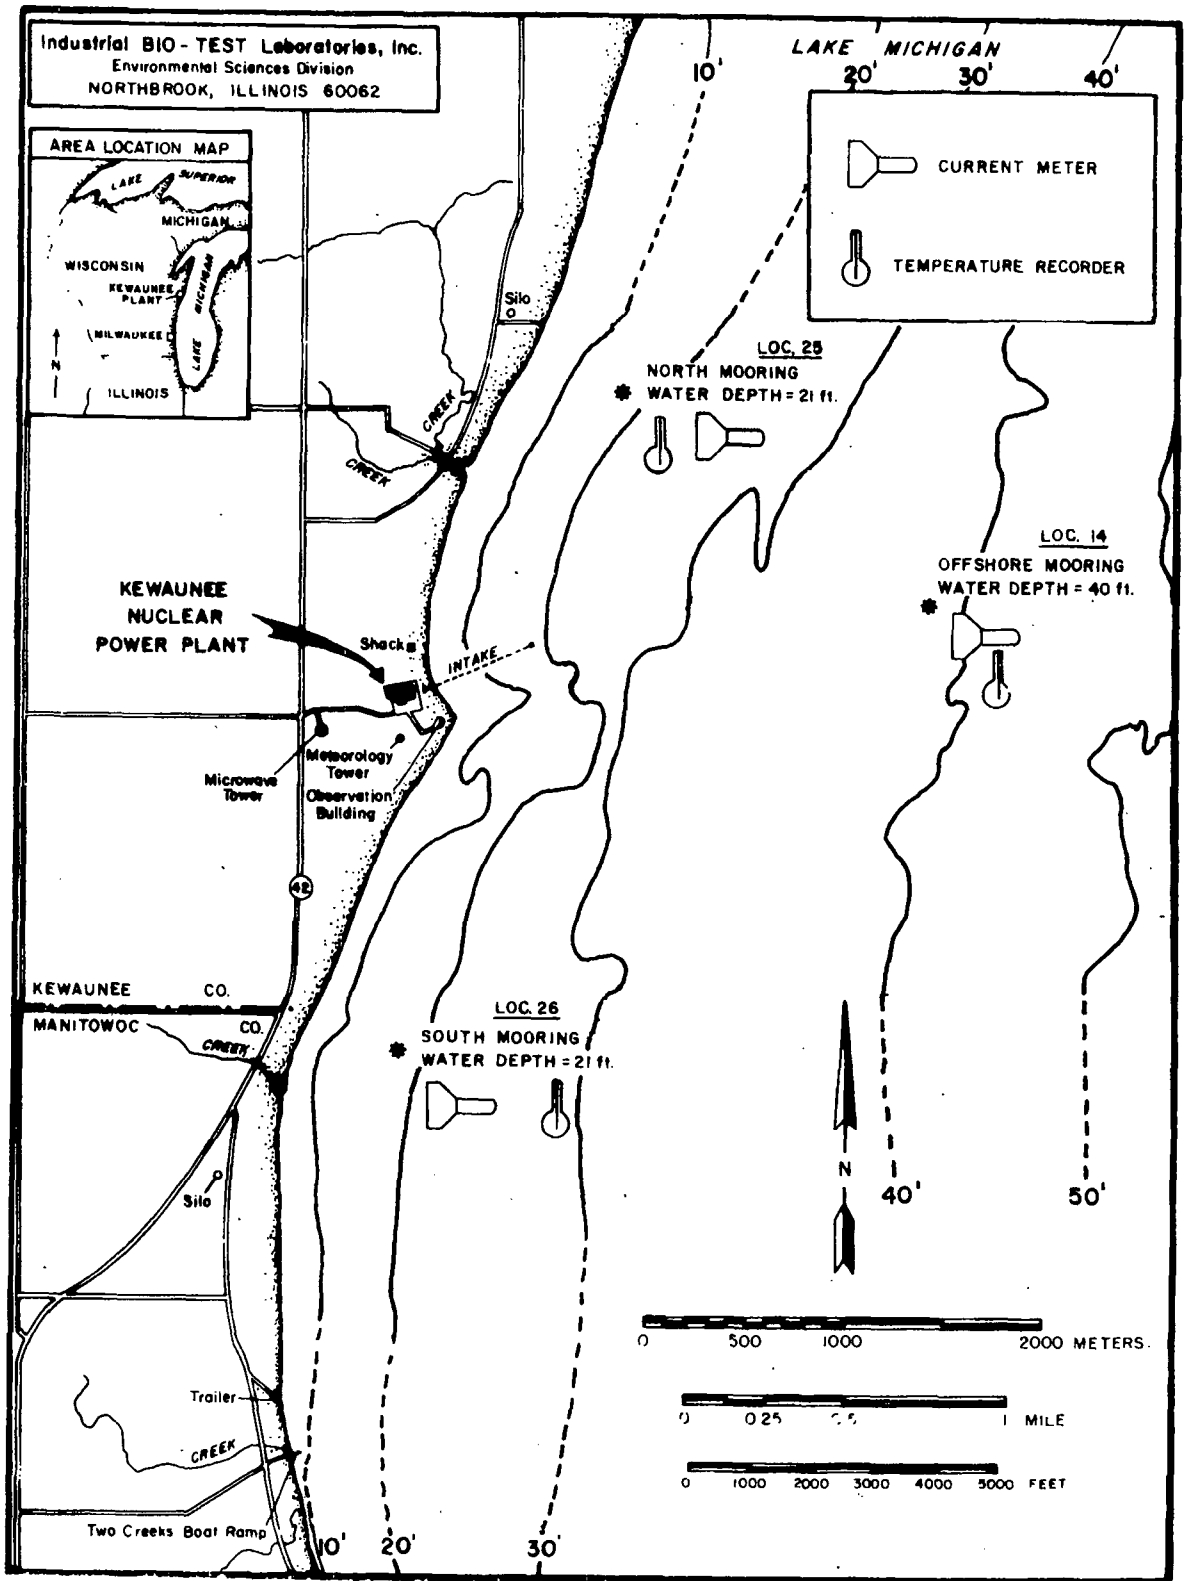 Industrial BIO-TEST Laboratories, Inc.
Environmental Sciences Division
NORTHBROOK, ILLINOIS 60062
LAKE MICHIGAN
10'
20'
30'
40'
CURRENT METER
TEMPERATURE RECORDER
AREA LOCATION MAP
LAKE SUPERIOR
MICHIGAN
WISCONSIN
KEWAUNEE
PLANT
LAKE MICHIGAN
MILWAUKEE
N
ILLINOIS
Silo
CREEK
CREEK
LOC. 25
NORTH MOORING
WATER DEPTH = 21 ft.
LOC. 14
OFFSHORE MOORING
WATER DEPTH = 40 ft.
KEWAUNEE
NUCLEAR
POWER PLANT
Shack
INTAKE
Meteorology
Tower
Microwave
Tower
Observation
Building
42
KEWAUNEE CO.
MANITOWOC CO.
CREEK
LOC. 26
SOUTH MOORING
WATER DEPTH = 21 ft.
Silo
N
40'
50'
0 500 1000 2000 METERS.
0 0.25 1 MILE
0 1000 2000 3000 4000 5000 FEET
Trailer
CREEK
Two Creeks Boat Ramp
10'
20'
30'